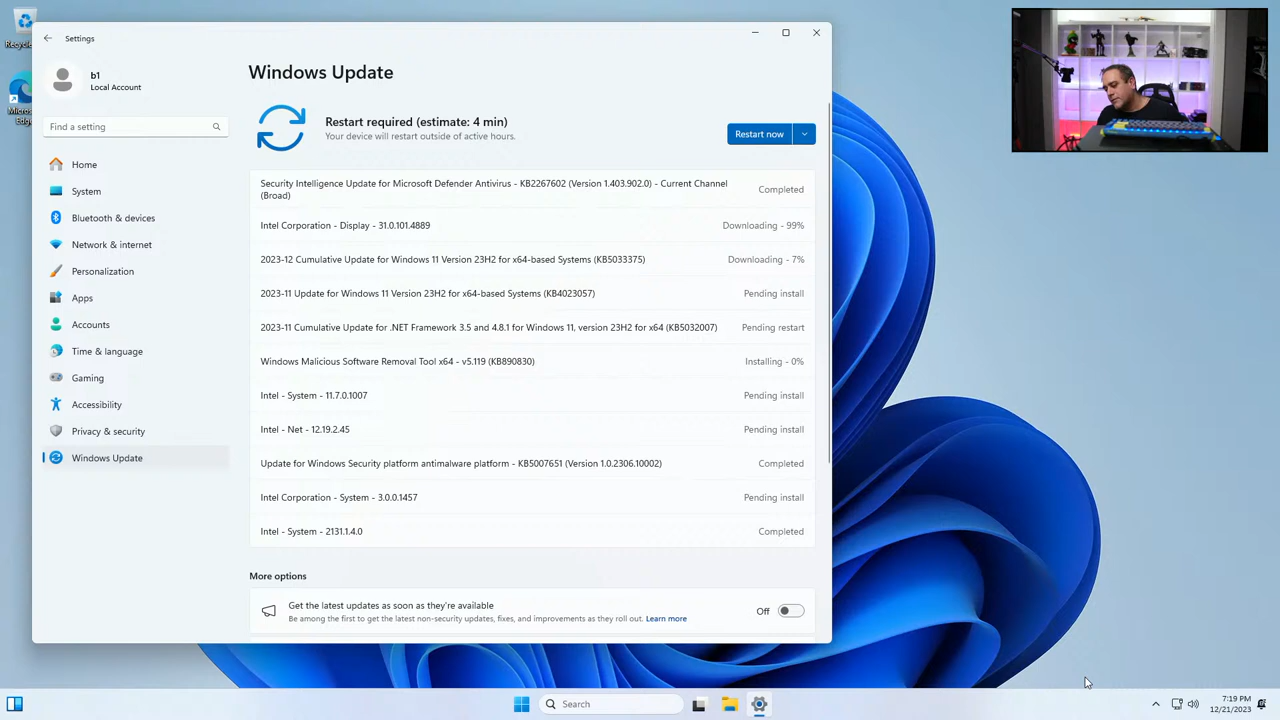 Settings
b1
Local Account
Find a setting
Home
System
Bluetooth & devices
Network & internet
Personalization
Apps
Accounts
Time & language
Gaming
Accessibility
Privacy & security
Windows Update
Windows Update
Restart required (estimate: 4 min)
Your device will restart outside of active hours.
Restart now
Security Intelligence Update for Microsoft Defender Antivirus - KB2267602 (Version 1.403.902.0) - Current Channel
(Broad)
Completed
Intel Corporation - Display - 31.0.101.4889
Downloading - 99%
2023-12 Cumulative Update for Windows 11 Version 23H2 for x64-based Systems (KB5033375)
Downloading - 7%
2023-11 Update for Windows 11 Version 23H2 for x64-based Systems (KB4023057)
Pending install
2023-11 Cumulative Update for .NET Framework 3.5 and 4.8.1 for Windows 11, version 23H2 for x64 (KB5032007)
Pending restart
Windows Malicious Software Removal Tool x64 - v5.119 (KB890830)
Installing - 0%
Intel - System - 11.7.0.1007
Pending install
Intel - Net - 12.19.2.45
Pending install
Update for Windows Security platform antimalware platform - KB5007651 (Version 1.0.2306.10002)
Completed
Intel Corporation - System - 3.0.0.1457
Pending install
Intel - System - 2131.1.4.0
Completed
More options
Get the latest updates as soon as they're available
Be among the first to get the latest non-security updates, fixes, and improvements as they roll out. Learn more
Off
Recycle
Micros
Edg
Search
7:19 PM
12/21/2023